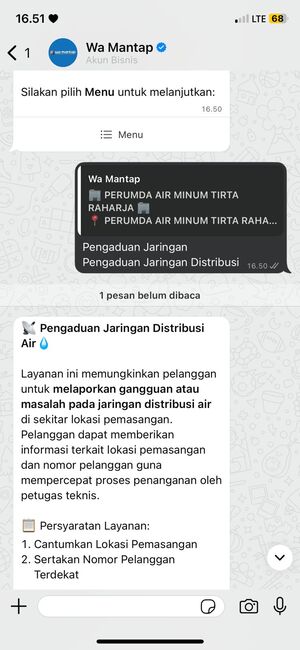 16.51
LTE 68
1
Wa Mantap
WA MANTAP
Akun Bisnis
Silakan pilih Menu untuk melanjutkan:
16.50
Menu
Wa Mantap
🏢 PERUMDA AIR MINUM TIRTA
RAHARJA 🏢
📍 PERUMDA AIR MINUM TIRTA RAHA...
Pengaduan Jaringan
Pengaduan Jaringan Distribusi
16.50
1 pesan belum dibaca
📡 Pengaduan Jaringan Distribusi
Air💧
Layanan ini memungkinkan pelanggan
untuk melaporkan gangguan atau
masalah pada jaringan distribusi air
di sekitar lokasi pemasangan.
Pelanggan dapat memberikan
informasi terkait lokasi pemasangan
dan nomor pelanggan guna
mempercepat proses penanganan oleh
petugas teknis.
📋 Persyaratan Layanan:
1. Cantumkan Lokasi Pemasangan
2. Sertakan Nomor Pelanggan
Terdekat